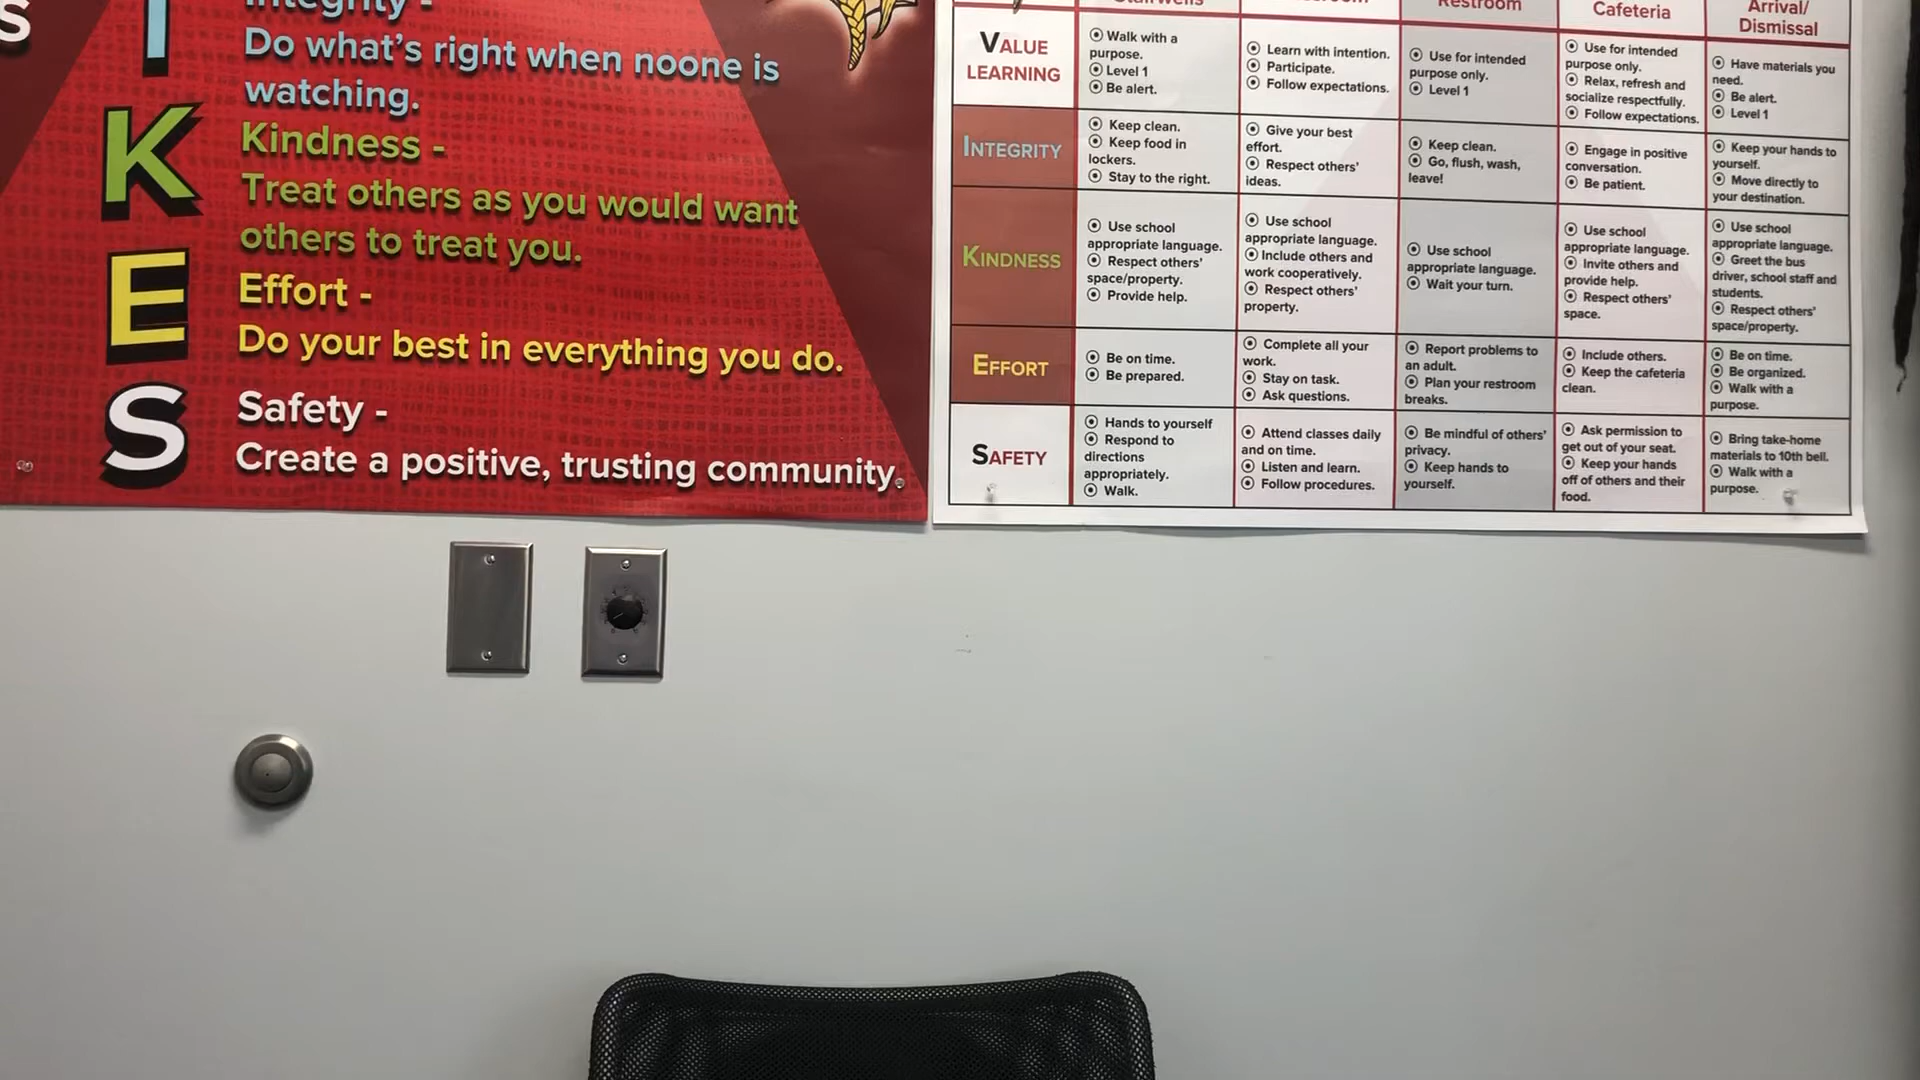 S
I
Integrity -
Do what's right when noone is
watching.
K
Kindness -
Treat others as you would want
others to treat you.
E
Effort -
Do your best in everything you do.
S
Safety -
Create a positive, trusting community.
Stairwells
Restroom
Cafeteria
Arrival/
Dismissal
VALUE
LEARNING
Walk with a
purpose.
Level 1
Be alert.
Learn with intention.
Participate.
Follow expectations.
Use for intended
purpose only.
Level 1
Use for intended
purpose only.
Relax, refresh and
socialize respectfully.
Follow expectations.
Have materials you
need.
Be alert.
Level 1
INTEGRITY
Keep clean.
Keep food in
lockers.
Stay to the right.
Give your best
effort.
Respect others'
ideas.
Keep clean.
Go, flush, wash,
leave!
Engage in positive
conversation.
Be patient.
Keep your hands to
yourself.
Move directly to
your destination.
KINDNESS
Use school
appropriate language.
Respect others'
space/property.
Provide help.
Use school
appropriate language.
Include others and
work cooperatively.
Respect others'
property.
Use school
appropriate language.
Wait your turn.
Use school
appropriate language.
Invite others and
provide help.
Respect others'
space.
Use school
appropriate language.
Greet the bus
driver, school staff and
students.
Respect others'
space/property.
EFFORT
Be on time.
Be prepared.
Complete all your
work.
Stay on task.
Ask questions.
Report problems to
an adult.
Plan your restroom
breaks.
Include others.
Keep the cafeteria
clean.
Be on time.
Be organized.
Walk with a
purpose.
SAFETY
Hands to yourself
Respond to
directions
appropriately.
Walk.
Attend classes daily
and on time.
Listen and learn.
Follow procedures.
Be mindful of others'
privacy.
Keep hands to
yourself.
Ask permission to
get out of your seat.
Keep your hands
off of others and their
food.
Bring take-home
materials to 10th bell.
Walk with a
purpose.